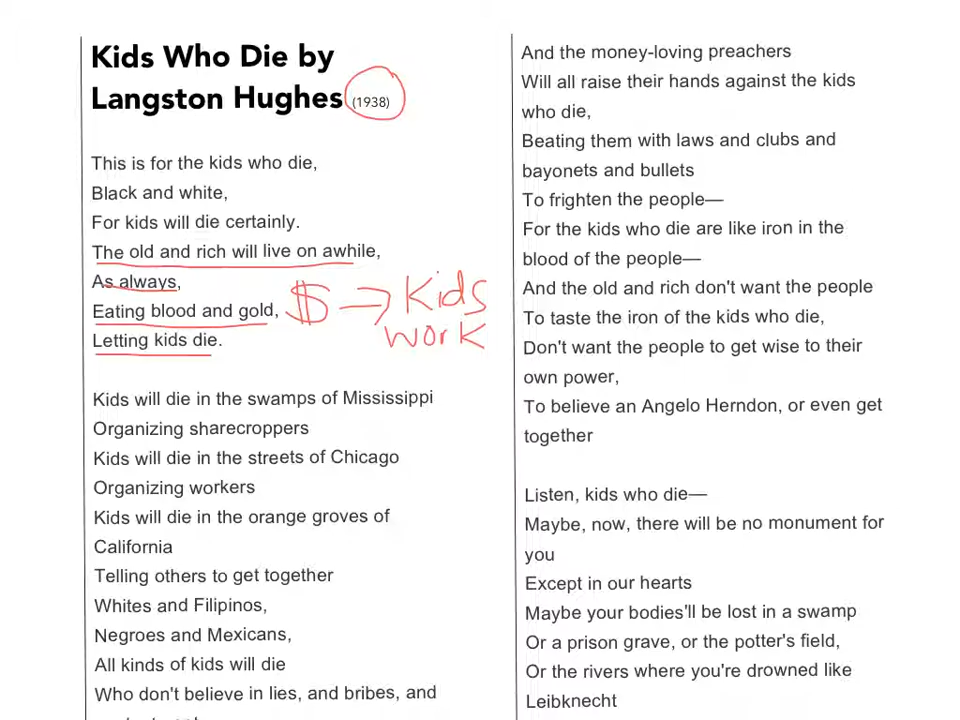 Kids Who Die by
Langston Hughes (1938)
This is for the kids who die,
Black and white,
For kids will die certainly.
The old and rich will live on awhile,
As always,
Eating blood and gold,
Letting kids die.
$ → Kids
work
Kids will die in the swamps of Mississippi
Organizing sharecroppers
Kids will die in the streets of Chicago
Organizing workers
Kids will die in the orange groves of
California
Telling others to get together
Whites and Filipinos,
Negroes and Mexicans,
All kinds of kids will die
Who don't believe in lies, and bribes, and
And the money-loving preachers
Will all raise their hands against the kids
who die,
Beating them with laws and clubs and
bayonets and bullets
To frighten the people—
For the kids who die are like iron in the
blood of the people—
And the old and rich don't want the people
To taste the iron of the kids who die,
Don't want the people to get wise to their
own power,
To believe an Angelo Herndon, or even get
together
Listen, kids who die—
Maybe, now, there will be no monument for
you
Except in our hearts
Maybe your bodies'll be lost in a swamp
Or a prison grave, or the potter's field,
Or the rivers where you're drowned like
Leibknecht